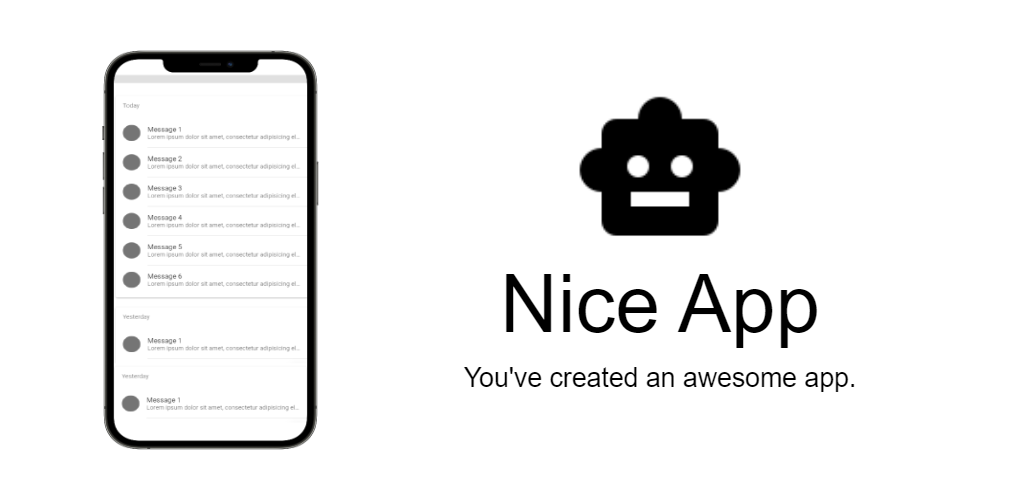 Today
Message 1
Lorem ipsum dolor sit amet, consectetur adipisicing el...
Message 2
Lorem ipsum dolor sit amet, consectetur adipisicing el...
Message 3
Lorem ipsum dolor sit amet, consectetur adipisicing el...
Message 4
Lorem ipsum dolor sit amet, consectetur adipisicing el...
Message 5
Lorem ipsum dolor sit amet, consectetur adipisicing el...
Message 6
Lorem ipsum dolor sit amet, consectetur adipisicing el...
Yesterday
Message 1
Lorem ipsum dolor sit amet, consectetur adipisicing el...
Yesterday
Message 1
Lorem ipsum dolor sit amet, consectetur adipisicing el...
Nice App
You've created an awesome app.